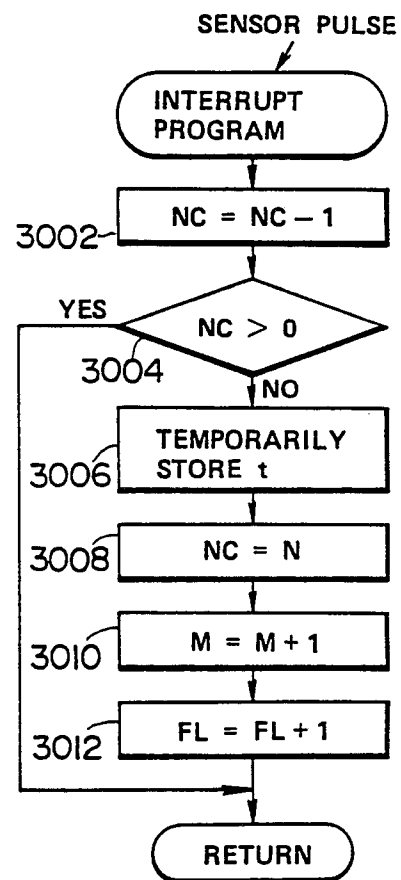 SENSOR PULSE
INTERRUPT
PROGRAM
NC = NC – 1
3002
YES
NC > 0
3004
NO
TEMPORARILY
STORE t
3006
NC = N
3008
M = M + 1
3010
FL = FL + 1
3012
RETURN